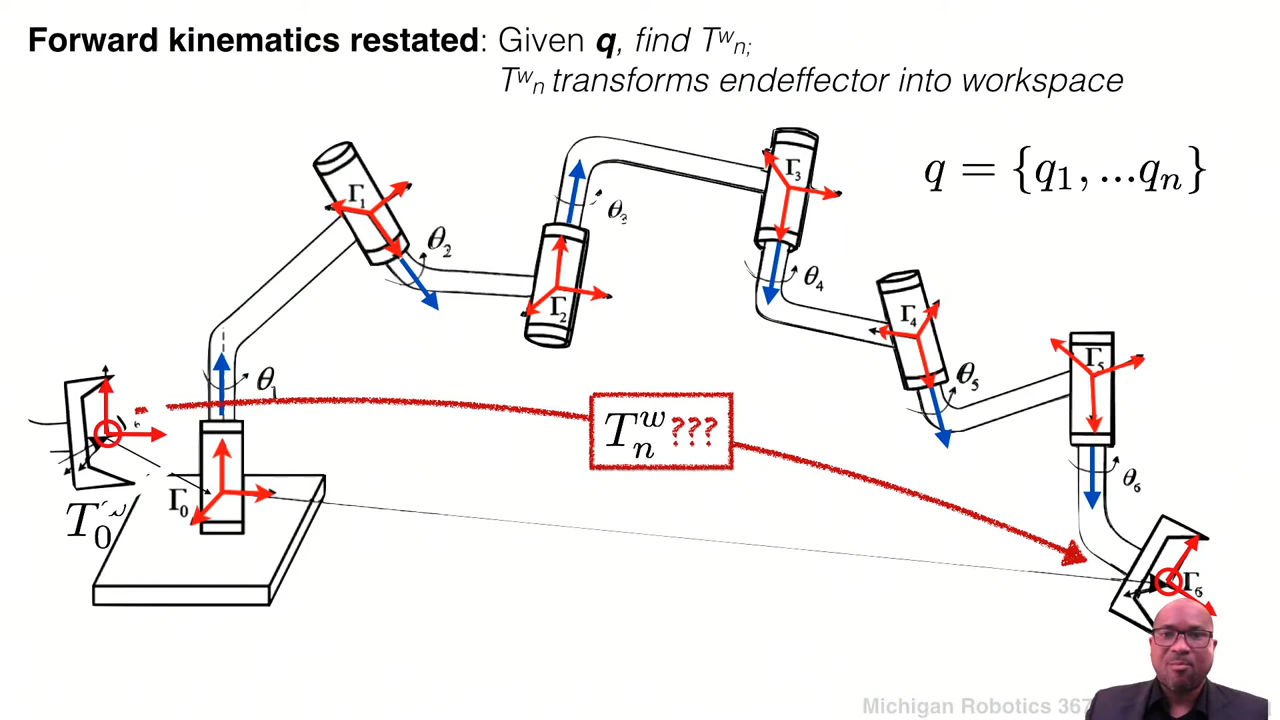 Forward kinematics restated: Given q, find Tʷₙ;
Tʷₙ transforms endeffector into workspace
q = {q₁, ...qₙ}
Γ₁
Γ₃
θ₂
θ₃
Γ₂
θ₄
Γ₄
θ₁
Γ₅
θ₅
Tₙʷ ???
θ₆
Γ₀
T₀ʷ
Γ₆
Michigan Robotics 367